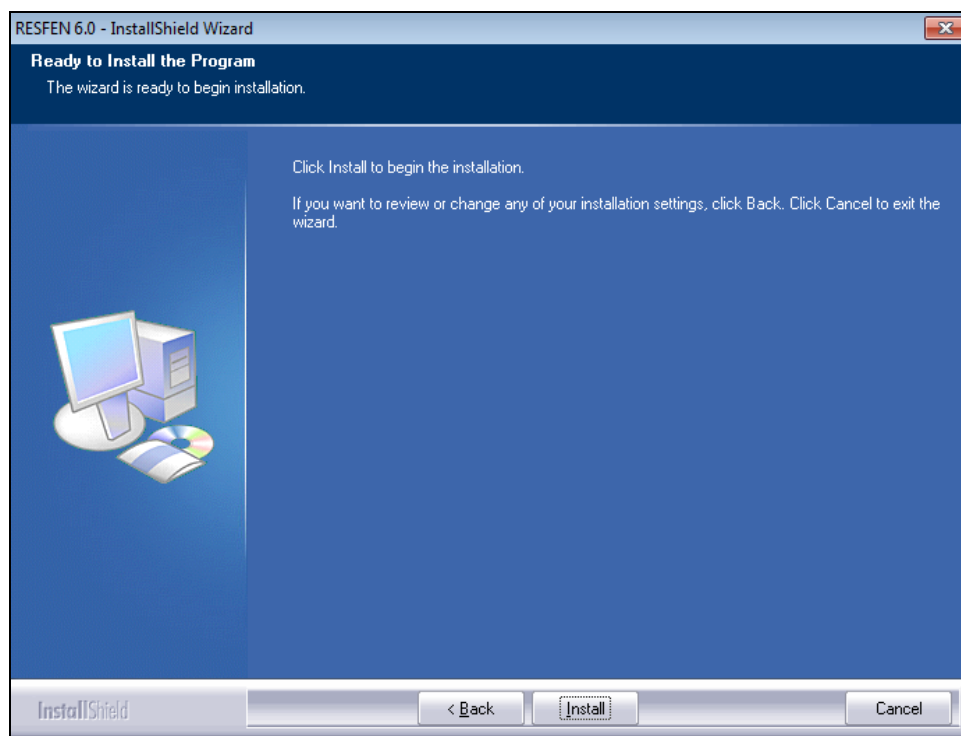 RESFEN 6.0 - InstallShield Wizard
Ready to Install the Program
The wizard is ready to begin installation.
Click Install to begin the installation.
If you want to review or change any of your installation settings, click Back. Click Cancel to exit the
wizard.
InstallShield
< Back
Install
Cancel